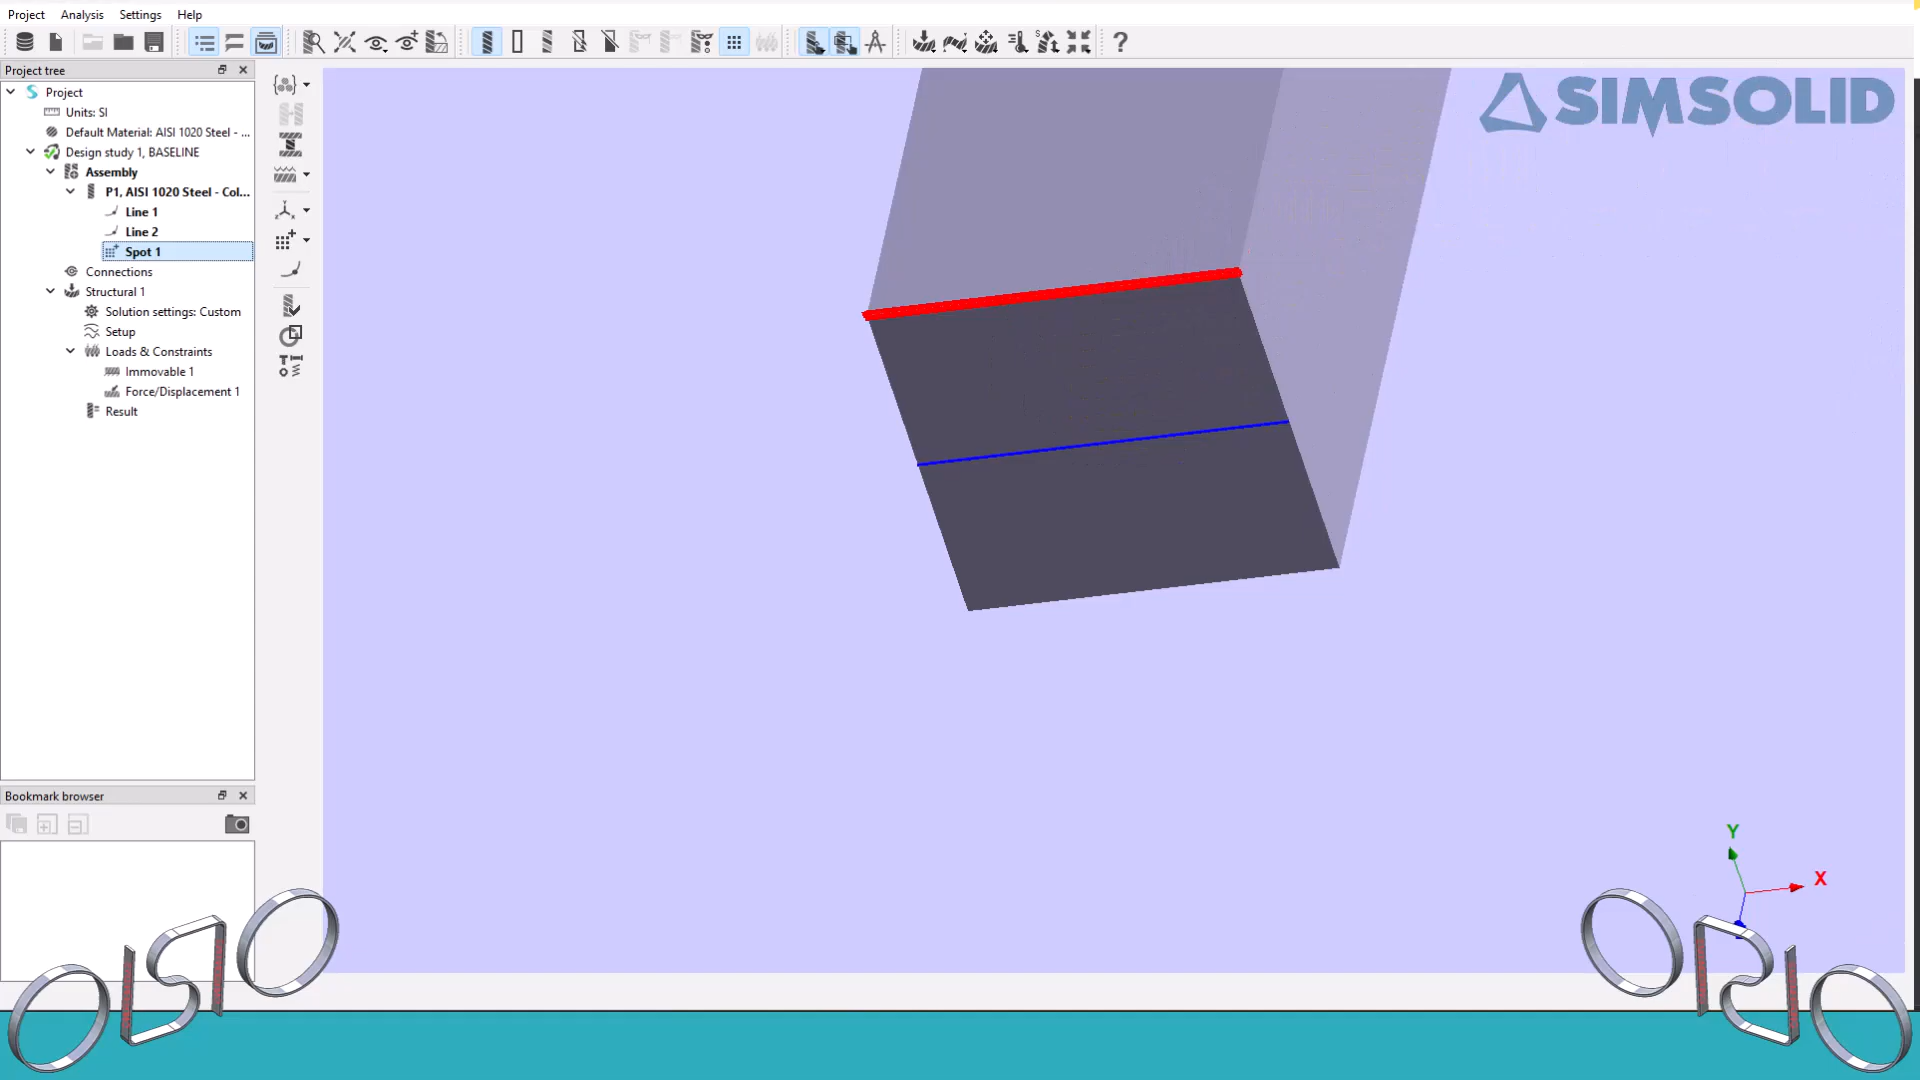 Project Analysis Settings Help
Project tree
Project
Units: SI
Default Material: AISI 1020 Steel - ...
Design study 1, BASELINE
Assembly
P1, AISI 1020 Steel - Col...
Line 1
Line 2
Spot 1
Connections
Structural 1
Solution settings: Custom
Setup
Loads & Constraints
Immovable 1
Force/Displacement 1
Result
Bookmark browser
SIMSOLID
Y
X